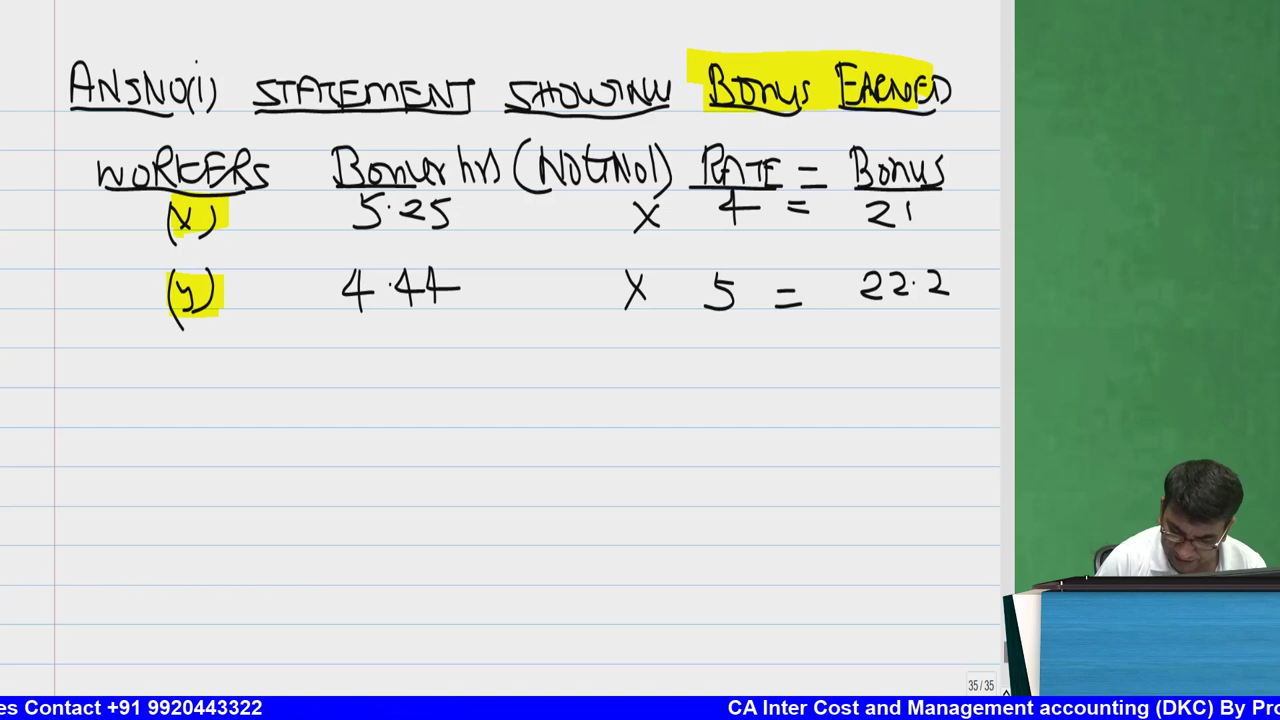 ANSNO(i) STATEMENT SHOWING BONUS EARNED
WORKERS Bonus hrs (NOTNO1) RATE = Bonus
(x) 5.25 X 4 = 21
(y) 4.44 X 5 = 22.2
35/35
es Contact +91 9920443322 CA Inter Cost and Management accounting (DKC) By Pro